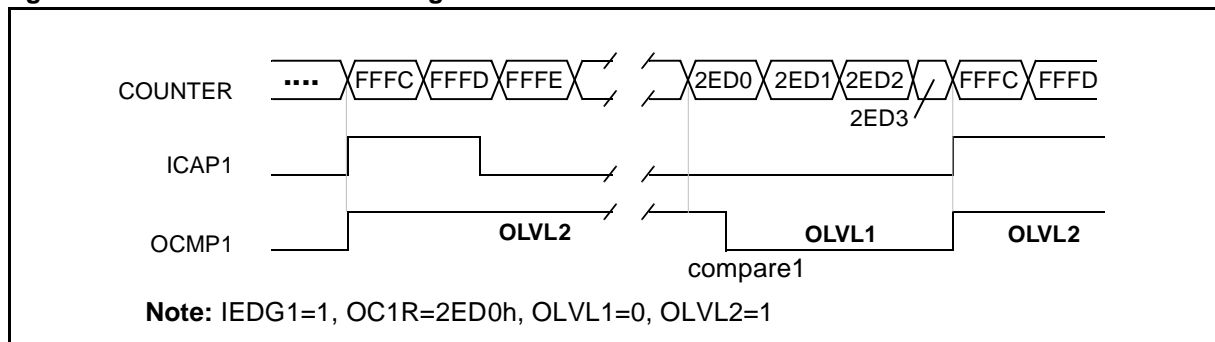 COUNTER .... FFFC FFFD FFFE 2ED0 2ED1 2ED2 FFFC FFFD
2ED3
ICAP1
OCMP1 OLVL2 OLVL1 OLVL2
compare1
Note: IEDG1=1, OC1R=2ED0h, OLVL1=0, OLVL2=1